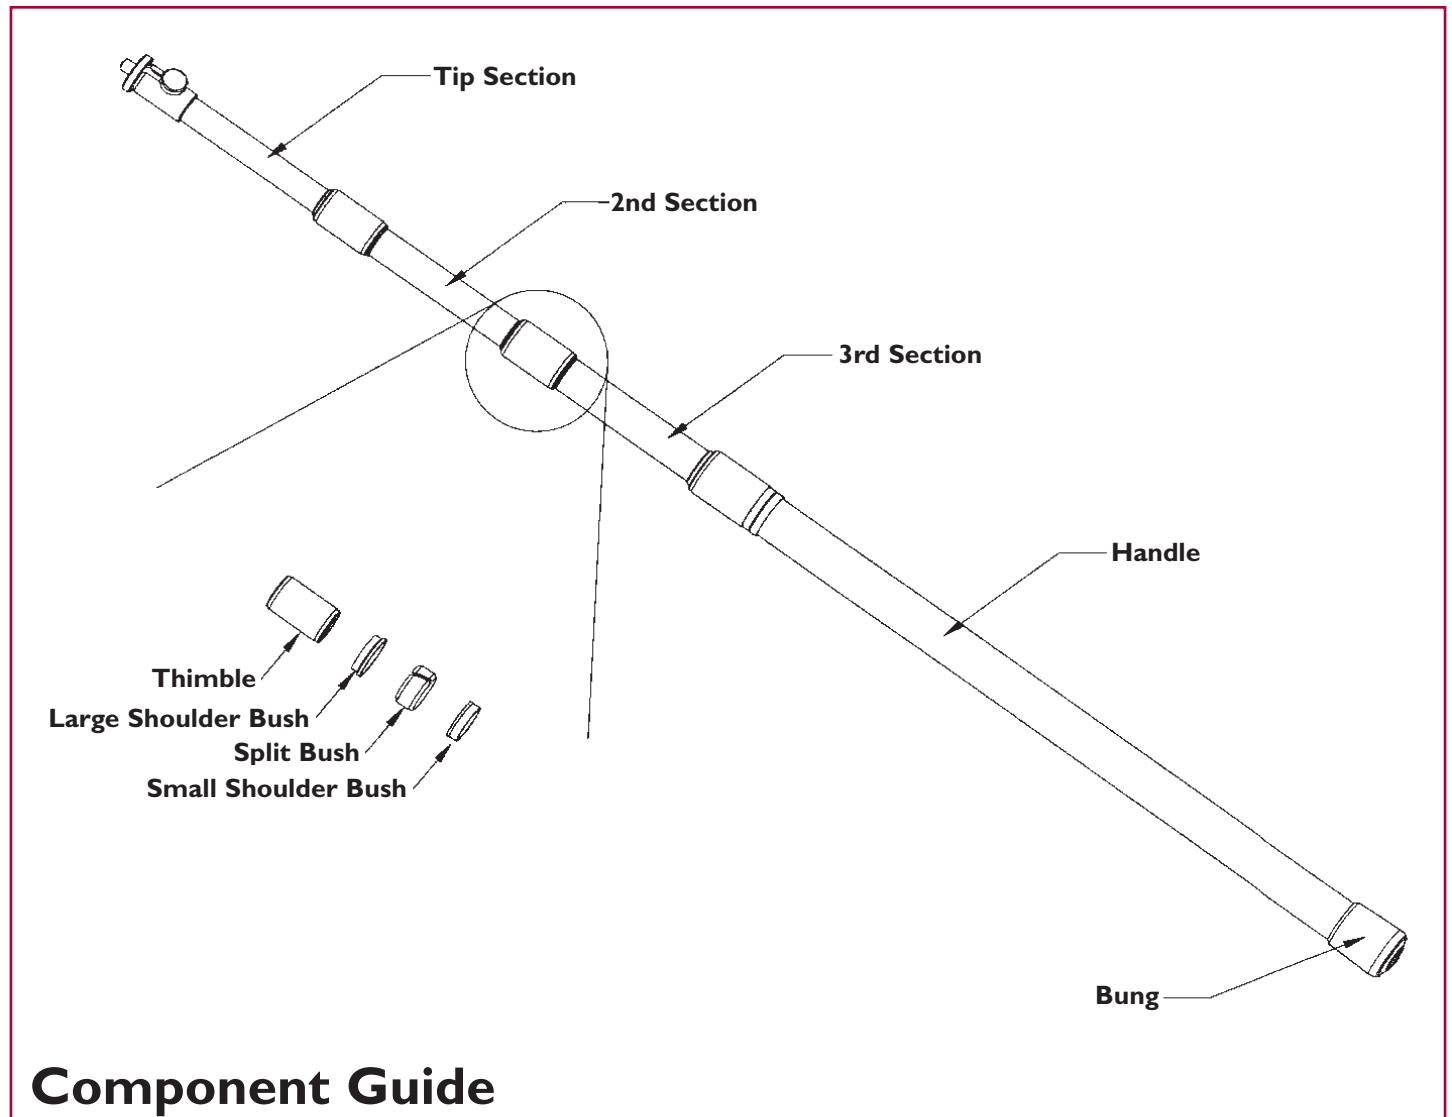 Tip Section
2nd Section
3rd Section
Handle
Thimble
Large Shoulder Bush
Split Bush
Small Shoulder Bush
Bung
Component Guide